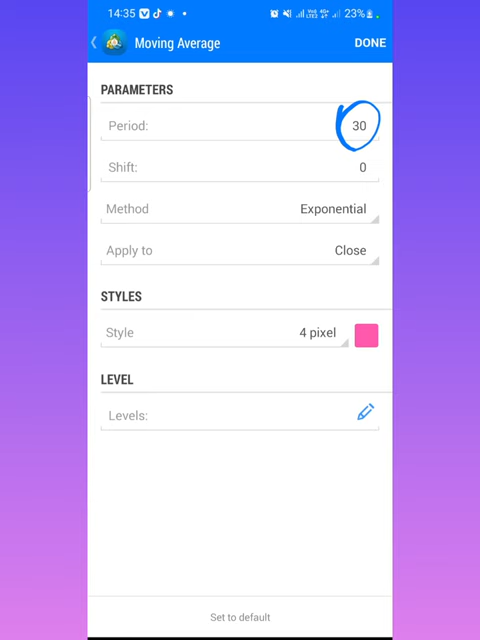 14:35 23%
Moving Average DONE
PARAMETERS
Period: 30
Shift: 0
Method Exponential
Apply to Close
STYLES
Style 4 pixel
LEVEL
Levels:
Set to default